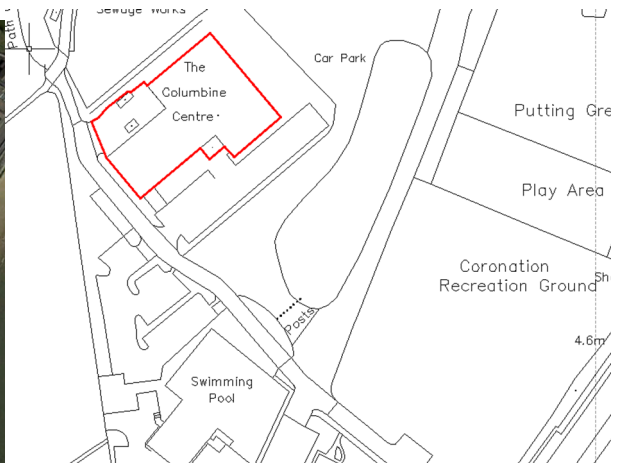 Sewage Works
Path
The
Columbine
Centre
Car Park
Putting Gre
Play Area
Coronation
Recreation Ground
Sh
4.6m
Posts
Swimming
Pool